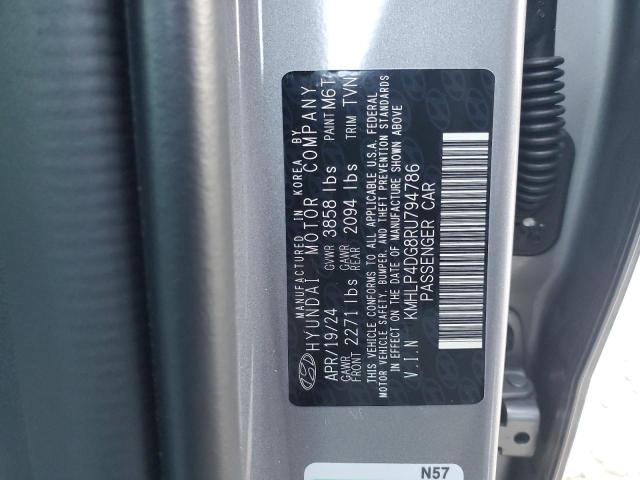 MANUFACTURED IN KOREA BY
HYUNDAI MOTOR COMPANY
APR/19/24 GVWR 3858 lbs PAINT M6T
GAWR FRONT 2271 lbs GAWR REAR 2094 lbs TRIM TVN
THIS VEHICLE CONFORMS TO ALL APPLICABLE U.S.A. FEDERAL
MOTOR VEHICLE SAFETY, BUMPER, AND THEFT PREVENTION STANDARDS
IN EFFECT ON THE DATE OF MANUFACTURE SHOWN ABOVE
V.I.N KMHLP4DG8RU794786
PASSENGER CAR
N57